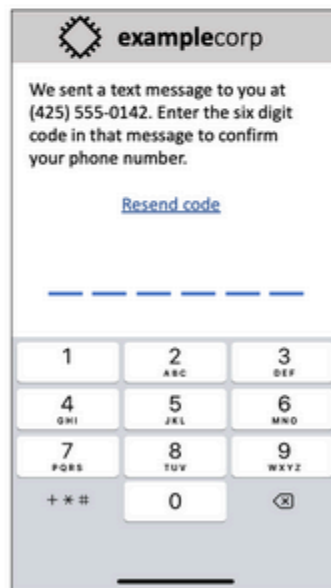 examplecorp
We sent a text message to you at
(425) 555-0142. Enter the six digit
code in that message to confirm
your phone number.
Resend code
1 2 3
ABC DEF
4 5 6
GHI JKL MNO
7 8 9
PQRS TUV WXYZ
+*# 0